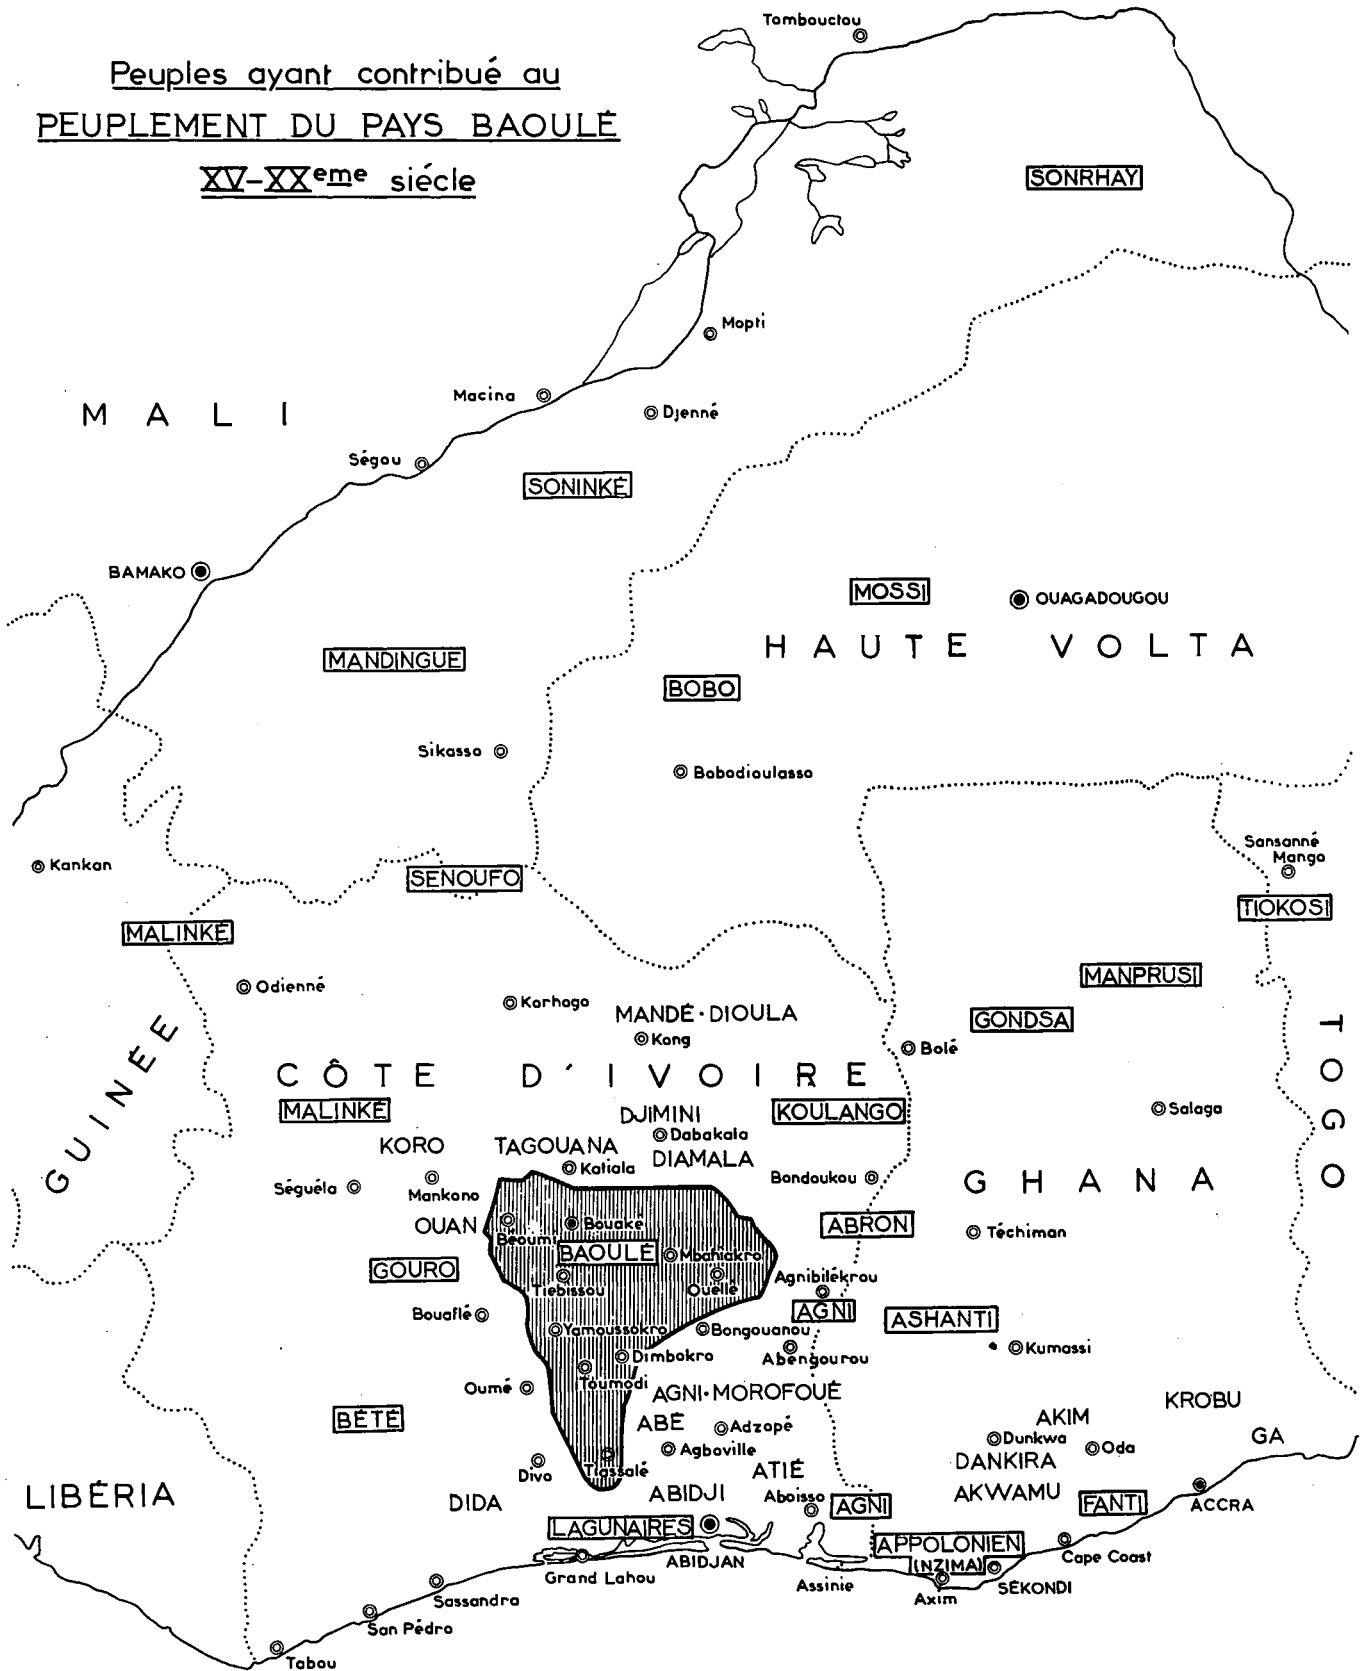 Peuples ayant contribué au
PEUPLEMENT DU PAYS BAOULÉ
XV-XXeme siécle
Tombouctou
SONRHAY
Mopti
Macina
Djenné
MALI
Ségou
SONINKÉ
BAMAKO
MOSSI
OUAGADOUGOU
HAUTE VOLTA
MANDINGUE
BOBO
Sikasso
Bobodioulasso
Sansanné
Mango
Kankan
SENOUFO
TIOKOSI
MALINKÉ
MANPRUSI
Odienné
Korhogo
MANDÉ·DIOULA
GONDSA
Kong
Bolé
TOGO
GUINÉE
CÔTE D'IVOIRE
MALINKÉ
DJIMINI
KOULANGO
Salaga
Dabakala
KORO
TAGOUANA
DIAMALA
Katiala
Bondoukou
GHANA
Séguéla
Mankono
OUAN
Béoumi
Bouaké
ABRON
Téchiman
BAOULÉ
Mbahiakro
GOURO
Tiebissou
Ouellé
Agnibilékrou
Bouaflé
AGNI
ASHANTI
Yamoussokro
Bongouanou
Kumassi
Dimbokro
Abengourou
Toumodi
Oumé
AGNI·MOROFOUÉ
KROBU
BÉTÉ
ABÉ
Adzopé
AKIM
Dunkwa
Oda
GA
Agboville
Divo
Tiassalé
ATIÉ
DANKIRA
LIBÉRIA
DIDA
ABIDJI
Aboisso
AGNI
AKWAMU
FANTI
ACCRA
LAGUNAIRES
APPOLONIEN
(NZIMA)
Cape Coast
ABIDJAN
Grand Lahou
Assinie
SÉKONDI
Axim
Sassandra
San Pédro
Tabou